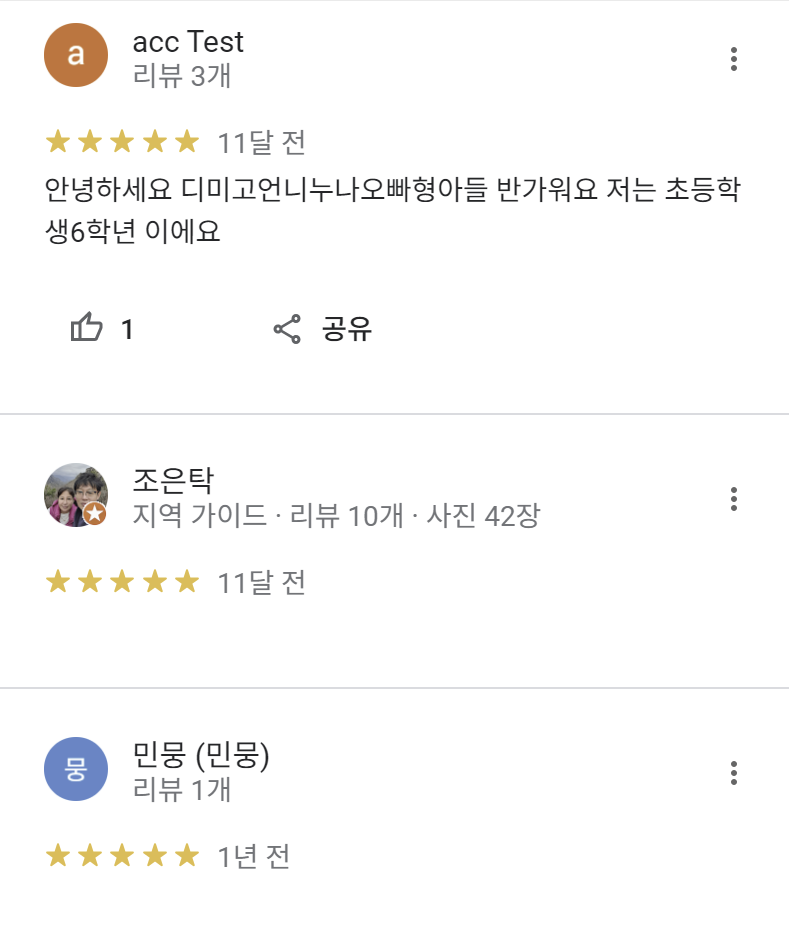 a
acc Test
리뷰 3개
11달 전
안녕하세요 디미고언니누나오빠형아들 반가워요 저는 초등학
생6학년 이에요
1 공유
조은탁
지역 가이드 · 리뷰 10개 · 사진 42장
11달 전
뭉
민뭉 (민뭉)
리뷰 1개
1년 전